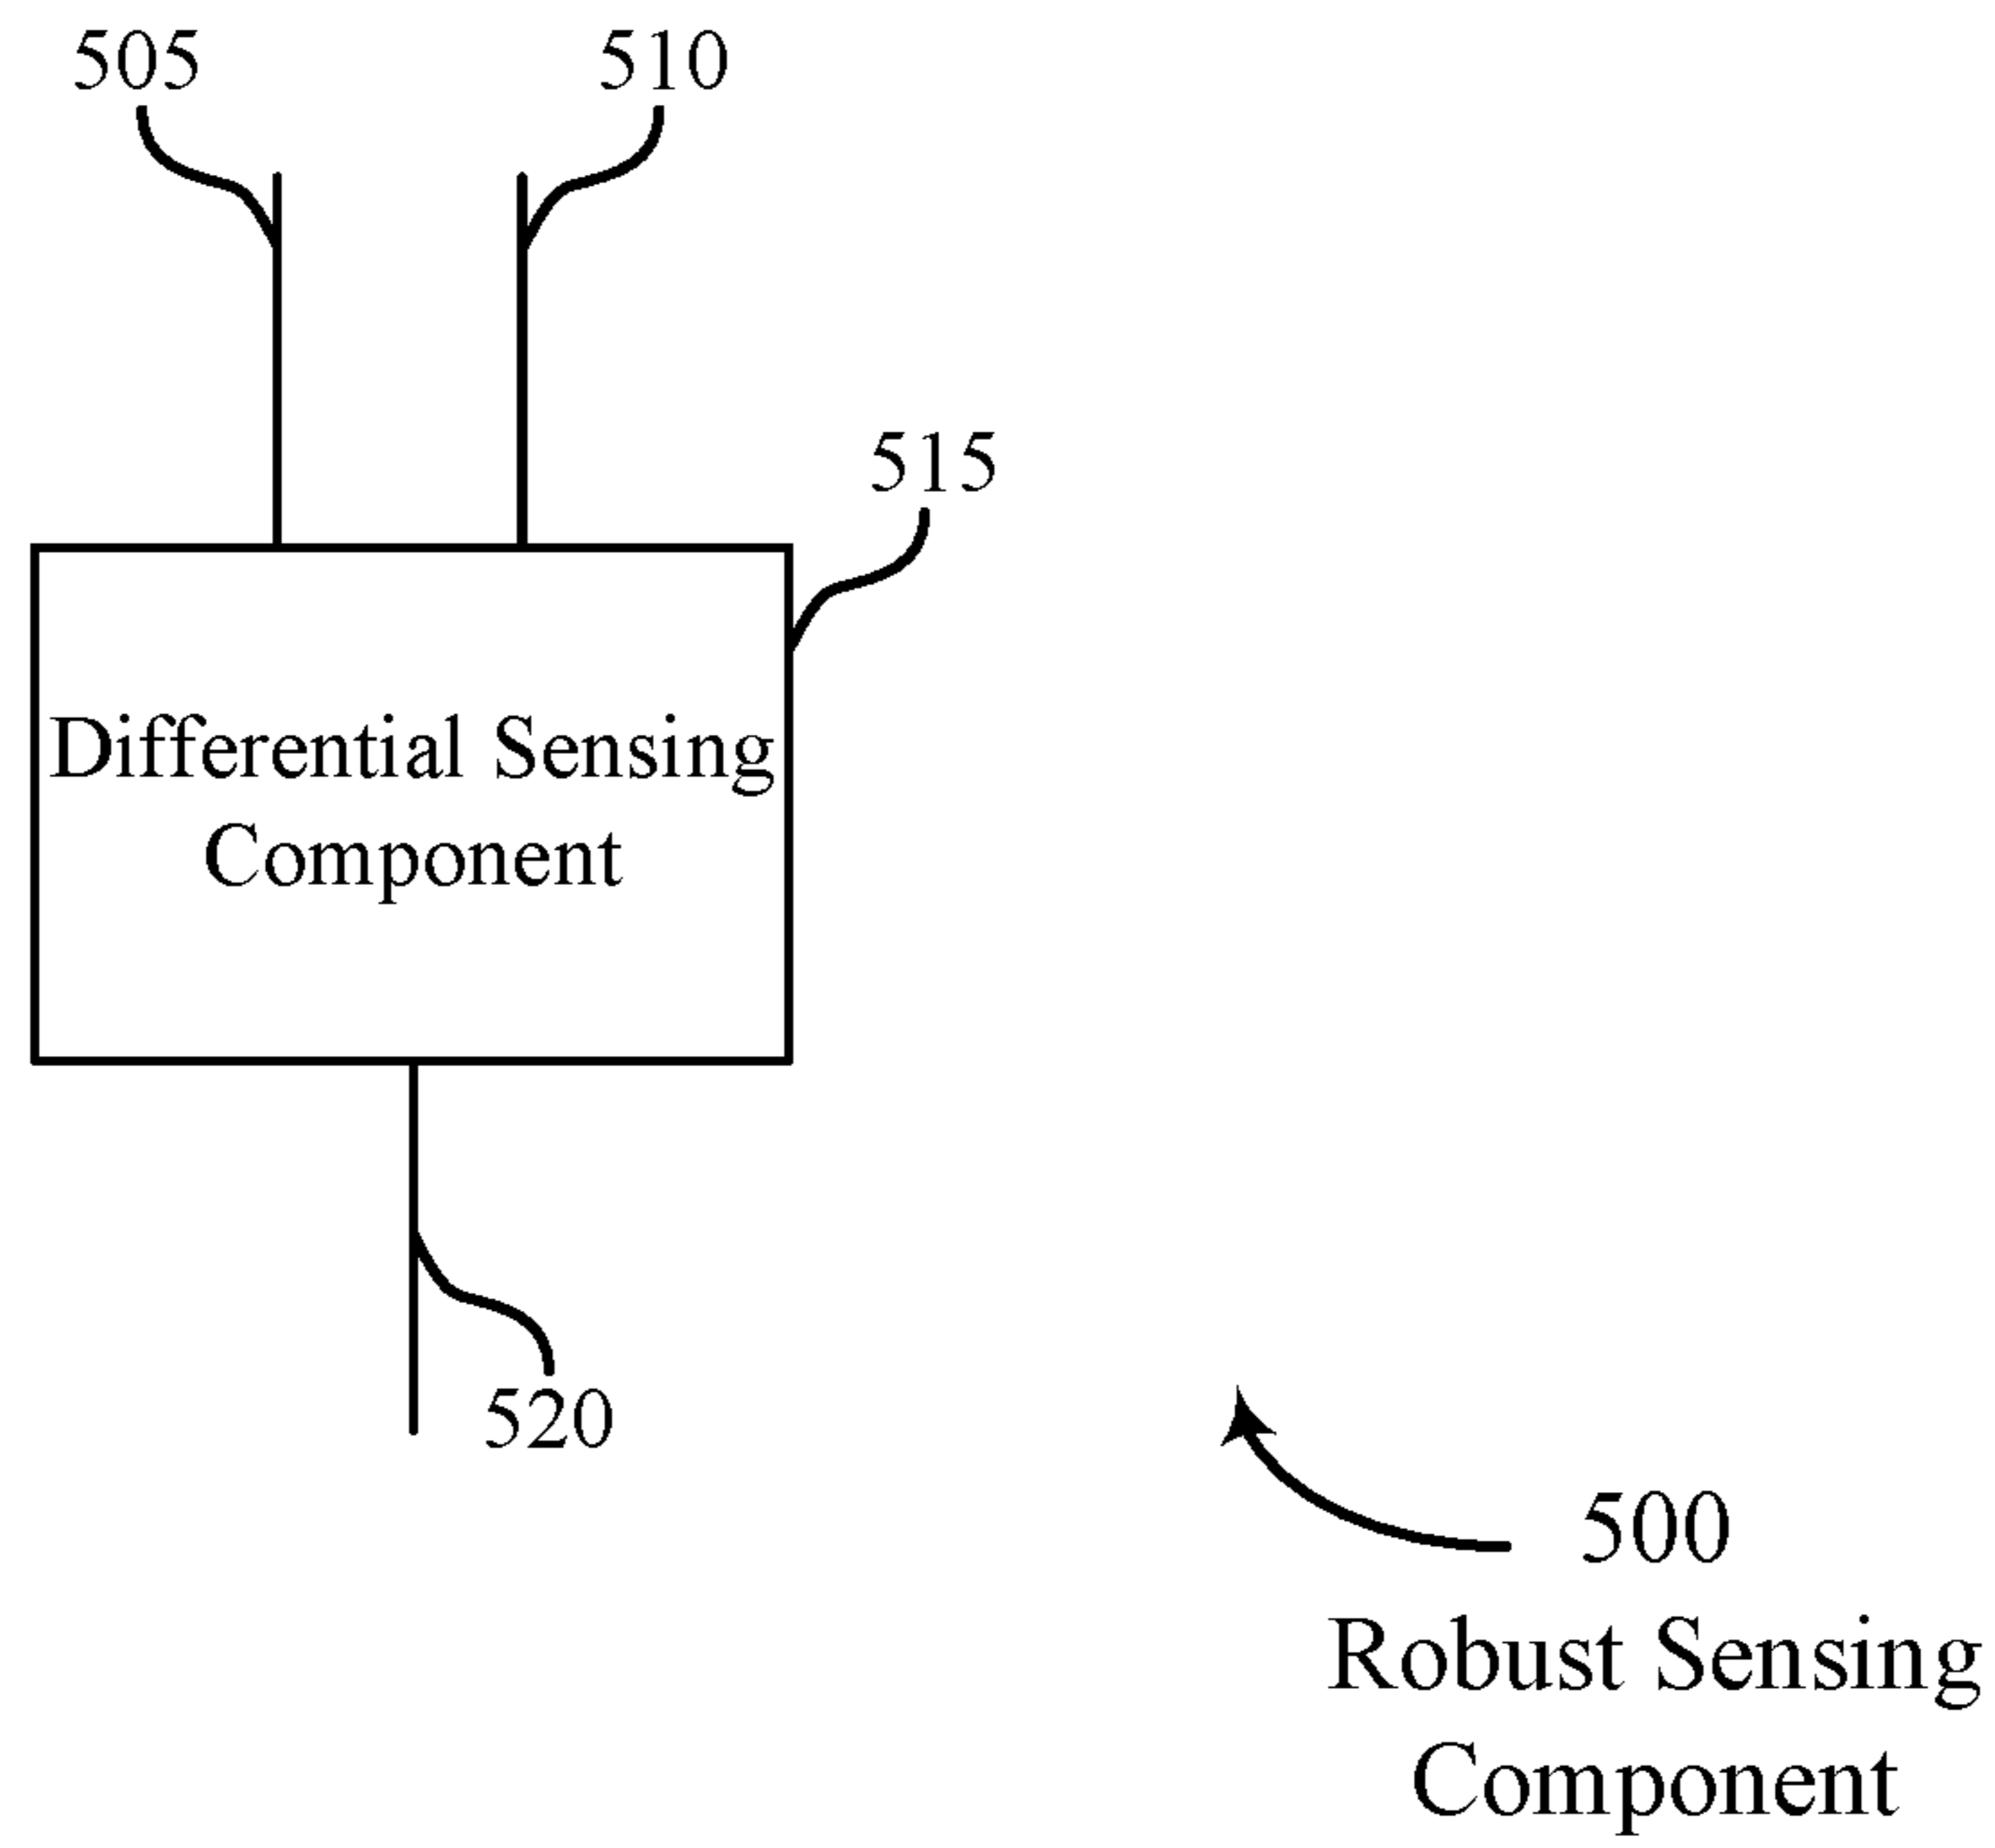 505
510
515
Differential Sensing
Component
520
500
Robust Sensing
Component